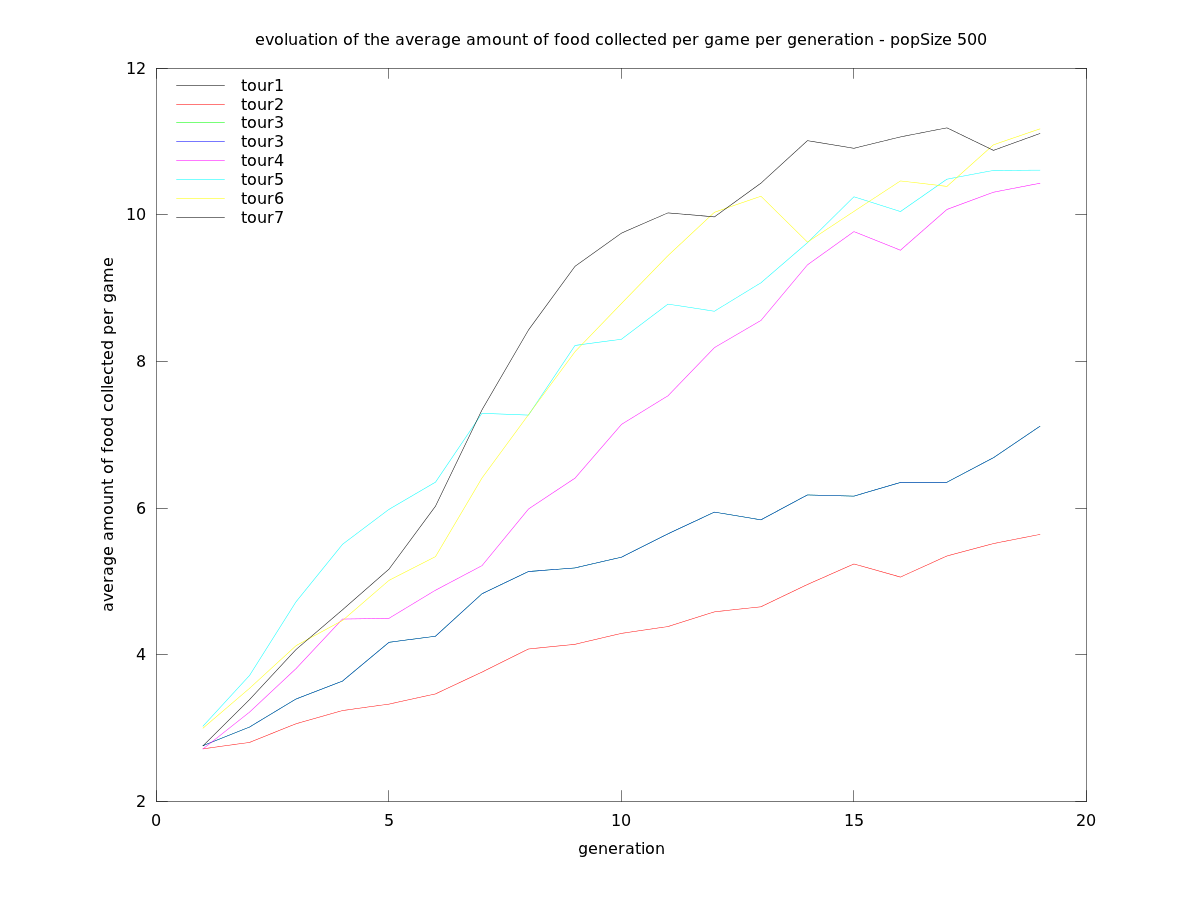 evoluation of the average amount of food collected per game per generation - popSize 500
12
10
8
6
4
2
tour1
tour2
tour3
tour3
tour4
tour5
tour6
tour7
average amount of food collected per game
0 5 10 15 20
generation